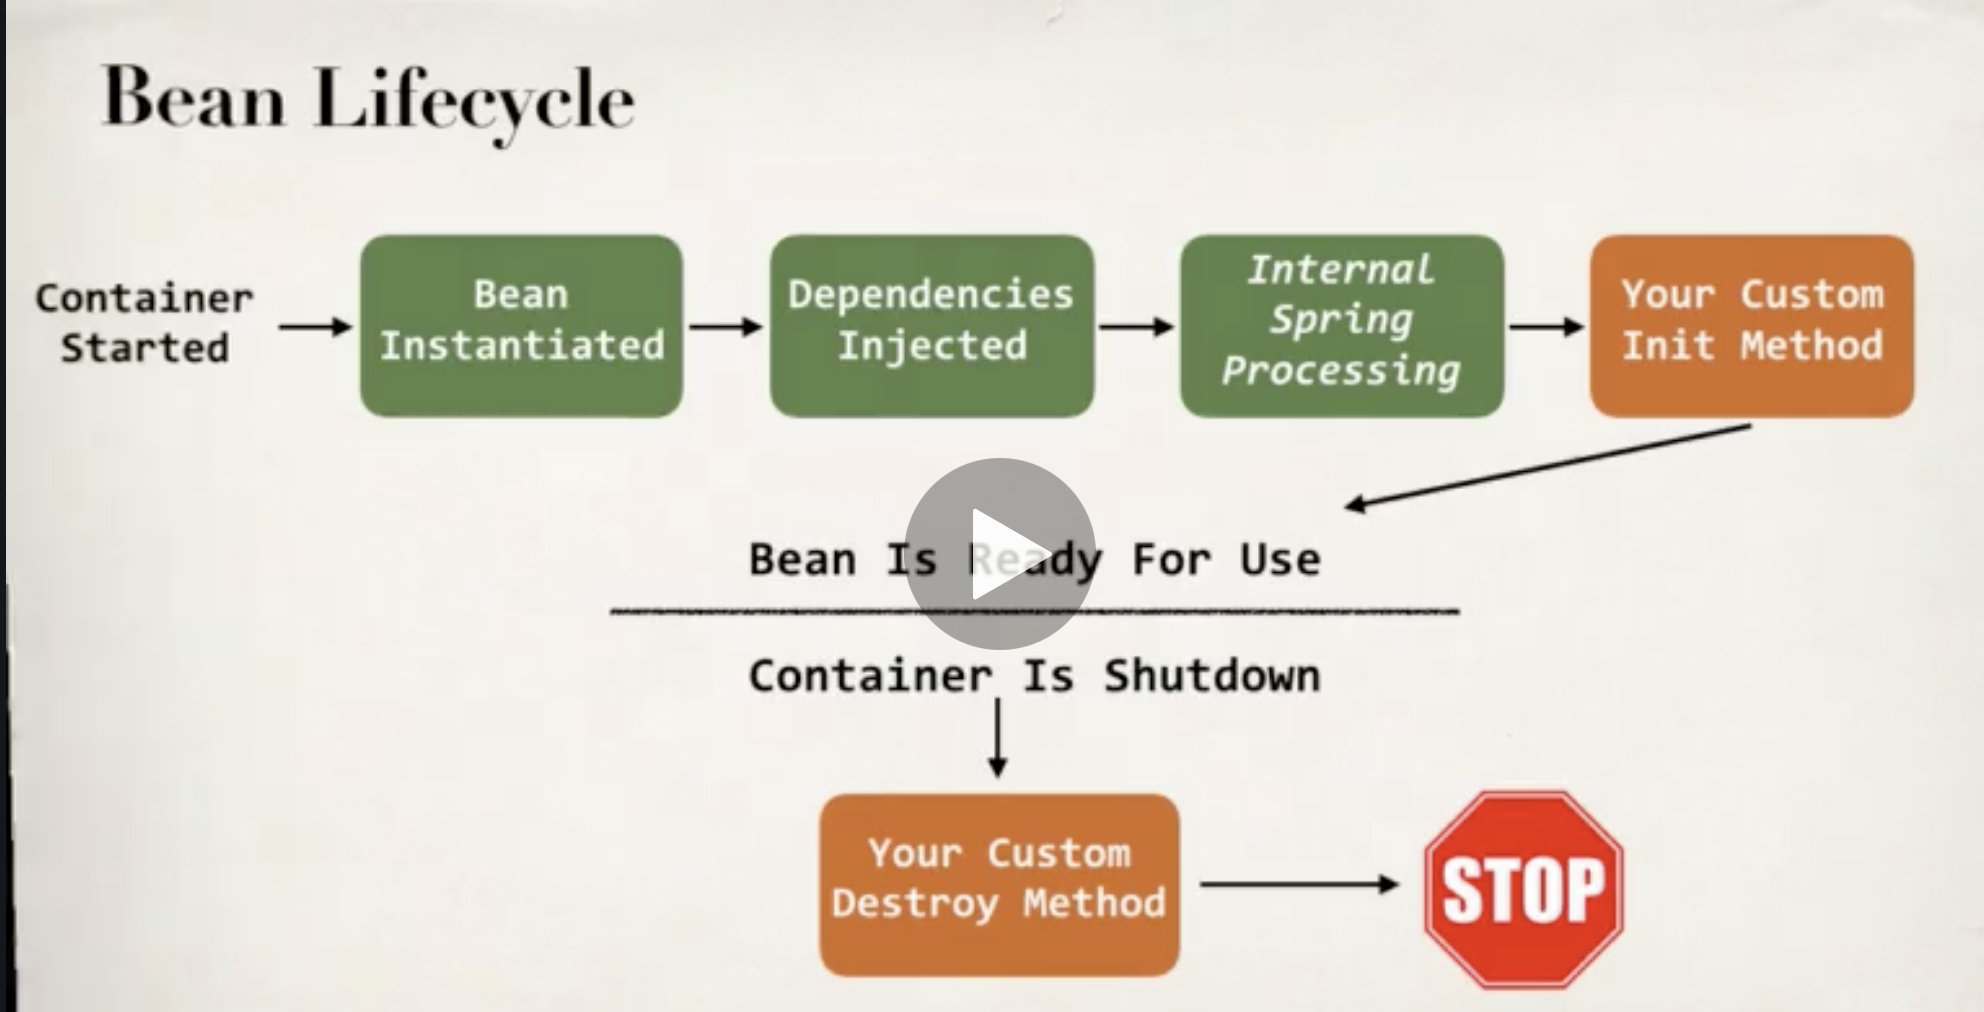 Bean Lifecycle
Container
Started
Bean
Instantiated
Dependencies
Injected
Internal
Spring
Processing
Your Custom
Init Method
Bean Is Ready For Use
Container Is Shutdown
Your Custom
Destroy Method
STOP